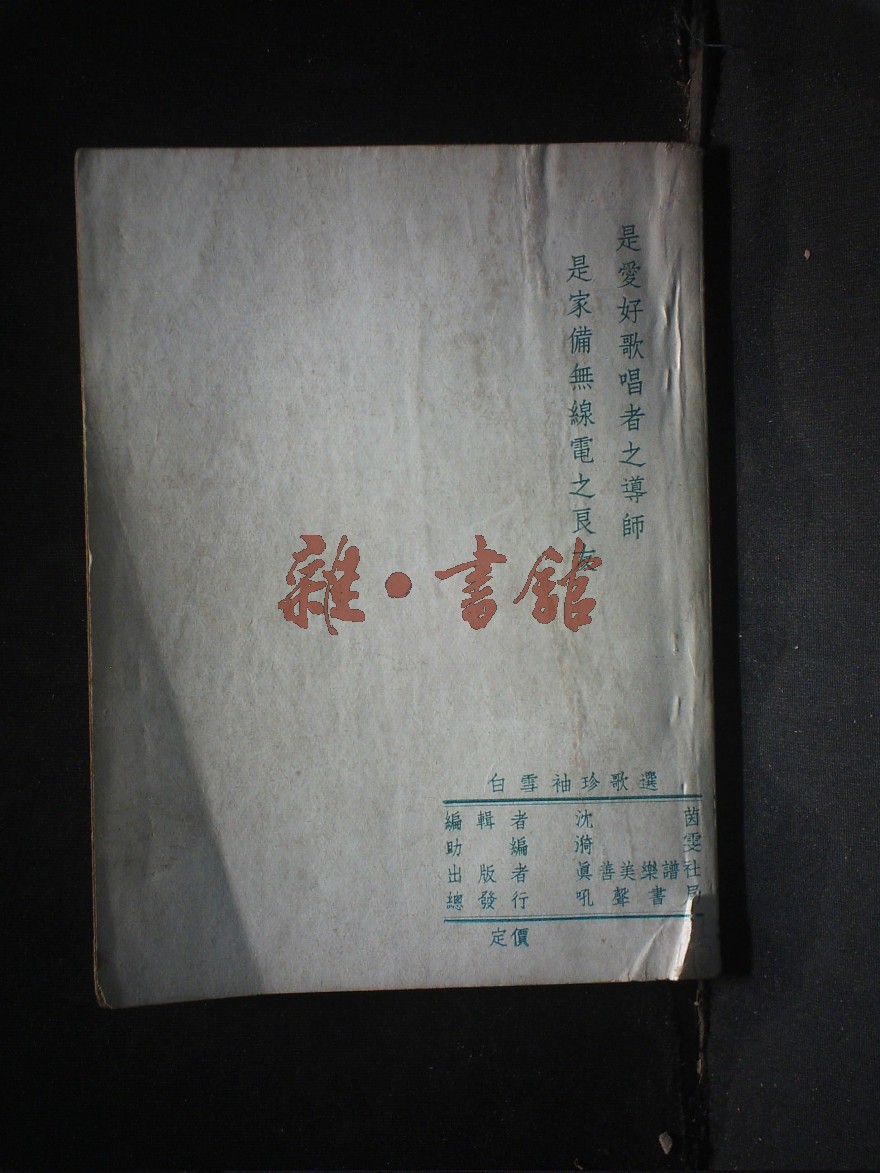 是愛好歌唱者之導師
是家備無線電之良友
雜·書館
白雪袖珍歌選
編輯者 沈茵
助編 漪雯
出版者 眞善美樂譜社
總發行 吼聲書局
定價